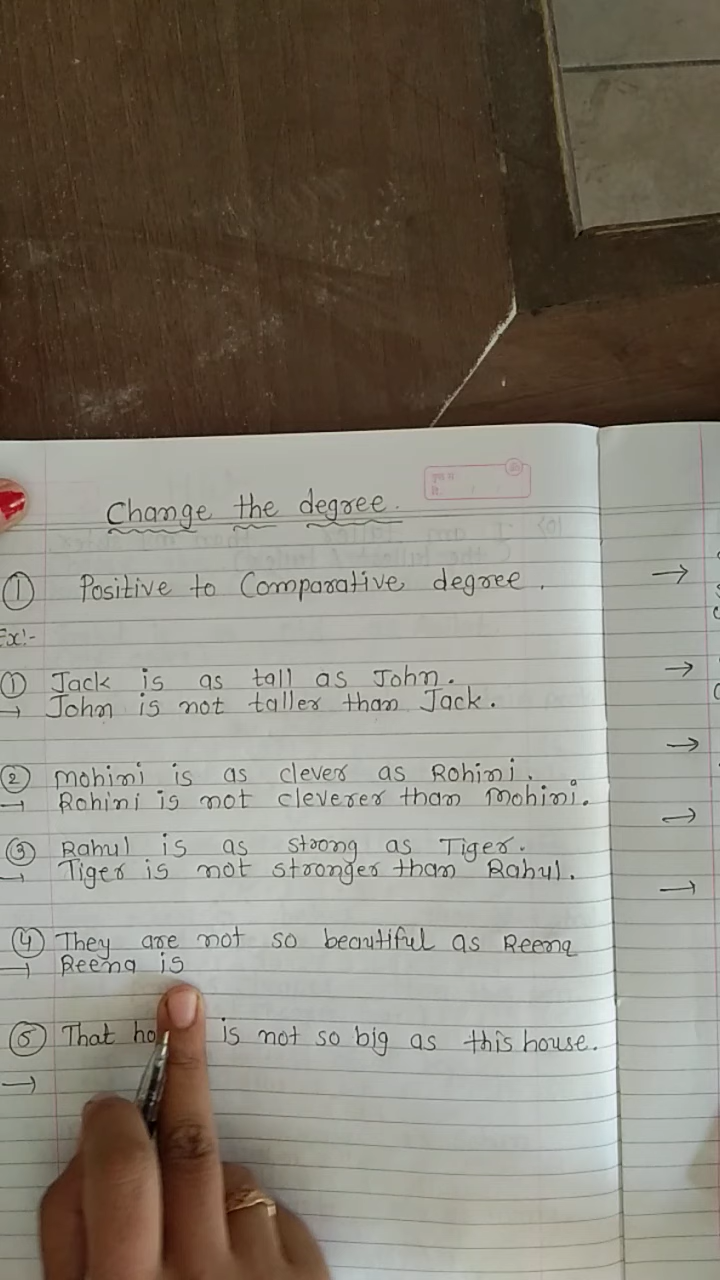 Change the degree.
① Positive to Comparative degree.
Ex:-
① Jack is as tall as John.
→ John is not taller than Jack.
② Mohini is as clever as Rohini.
→ Rohini is not cleverer than Mohini.
③ Rahul is as strong as Tiger.
→ Tiger is not stronger than Rahul.
④ They are not so beautiful as Reena
→ Reena is
⑤ That is not so big as this house.
→